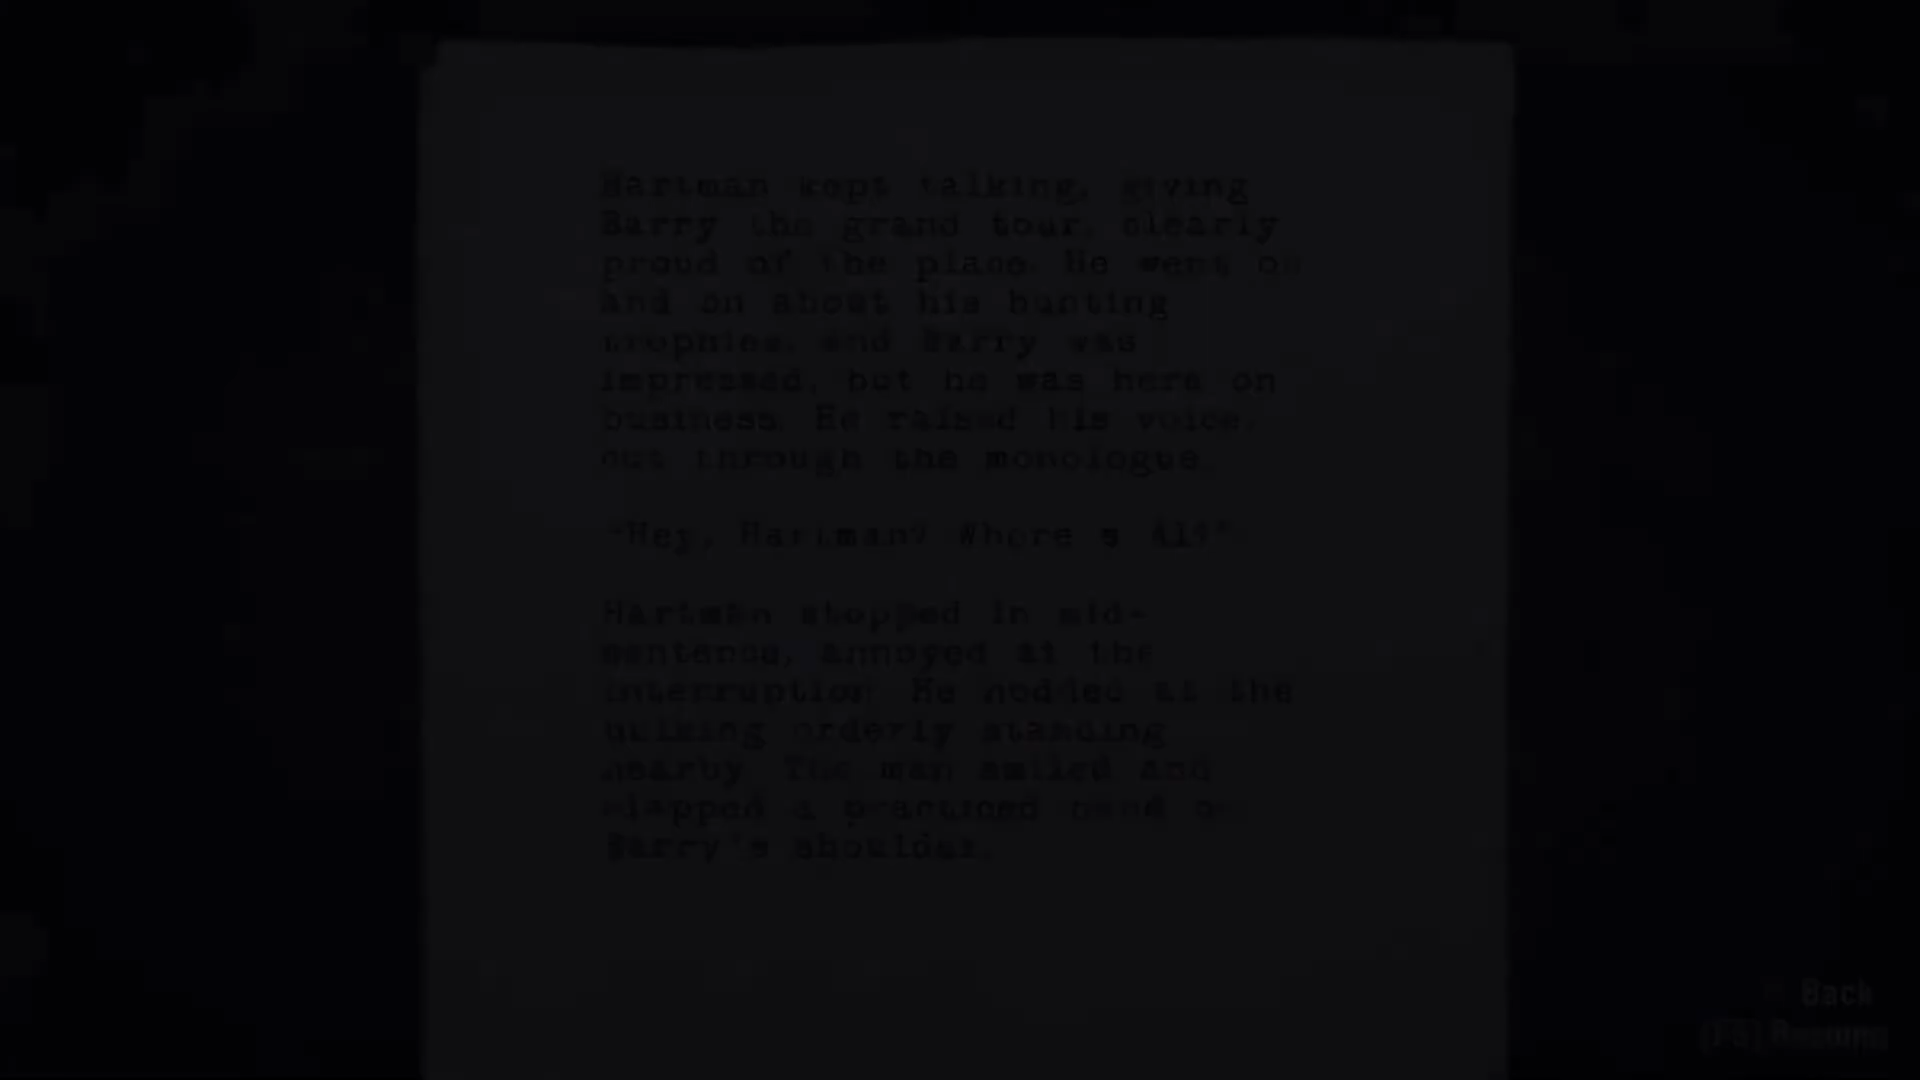 Hartman kept talking, giving
Barry the grand tour, clearly
proud of the place. He went on
and on about his hunting
trophies, and Barry was
impressed, but he was here on
business. He raised his voice,
cut through the monologue.
"Hey, Hartman? Where's Al?"
Hartman stopped in mid-
sentence, annoyed at the
interruption. He nodded at the
hulking orderly standing
nearby. The man smiled and
clapped a practiced hand on
Barry's shoulder.
Back
Resume